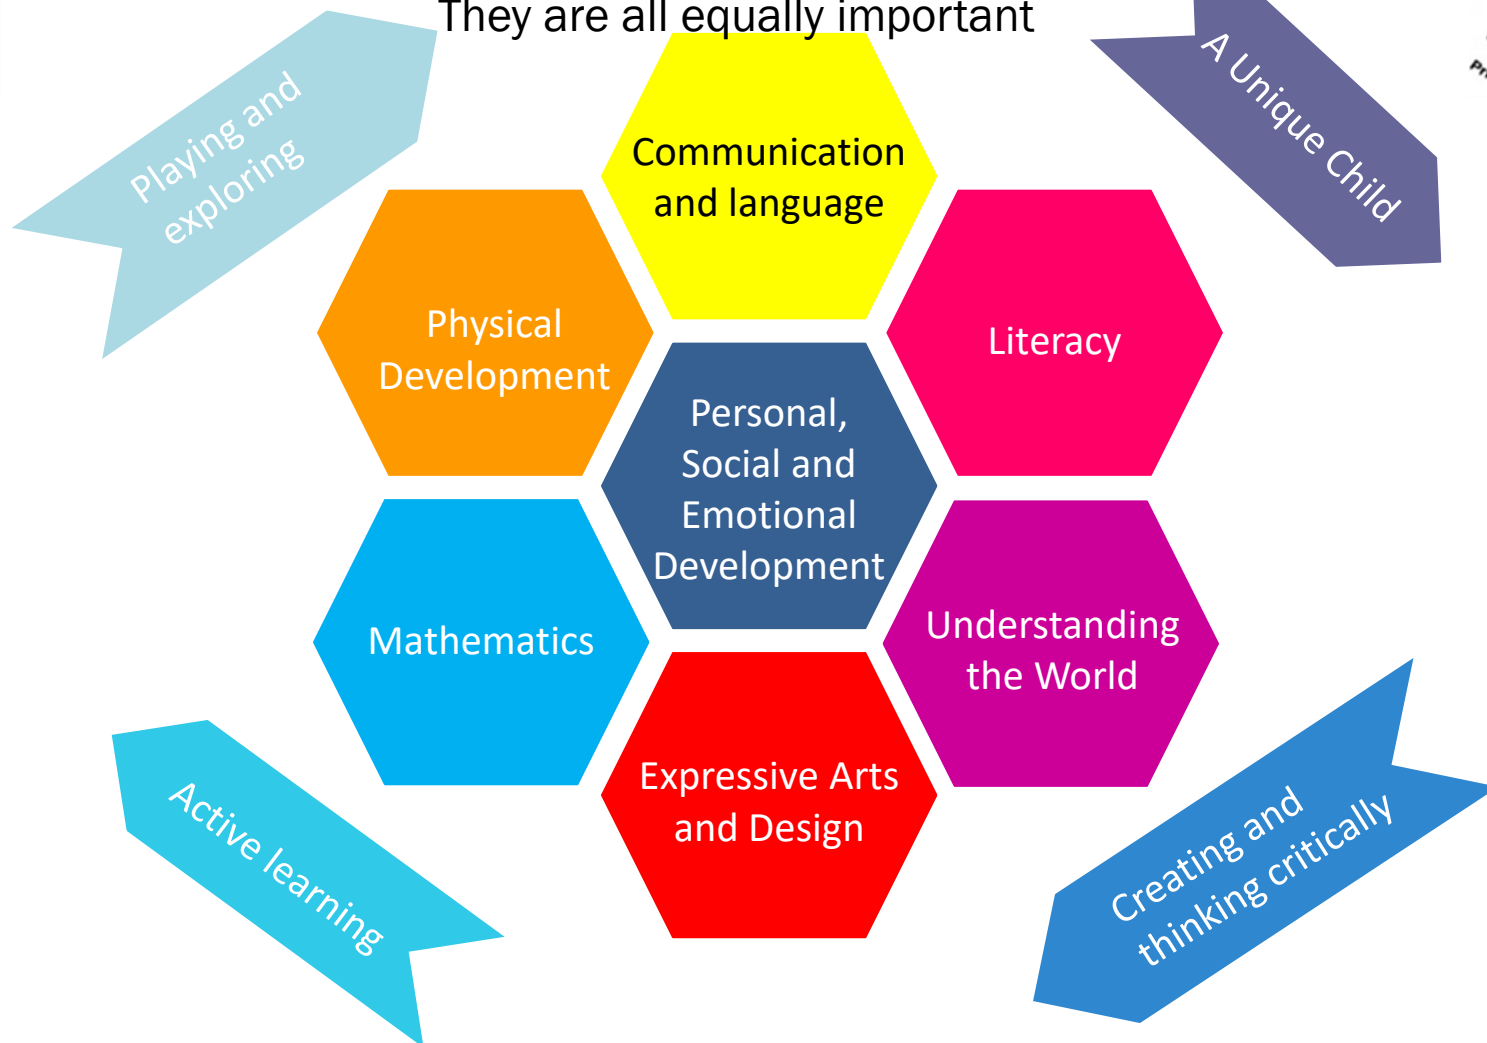 They are all equally important
Playing and
exploring
A Unique Child
Communication
and language
Physical
Development
Literacy
Personal,
Social and
Emotional
Development
Mathematics
Understanding
the World
Expressive Arts
and Design
Active learning
Creating and
thinking critically